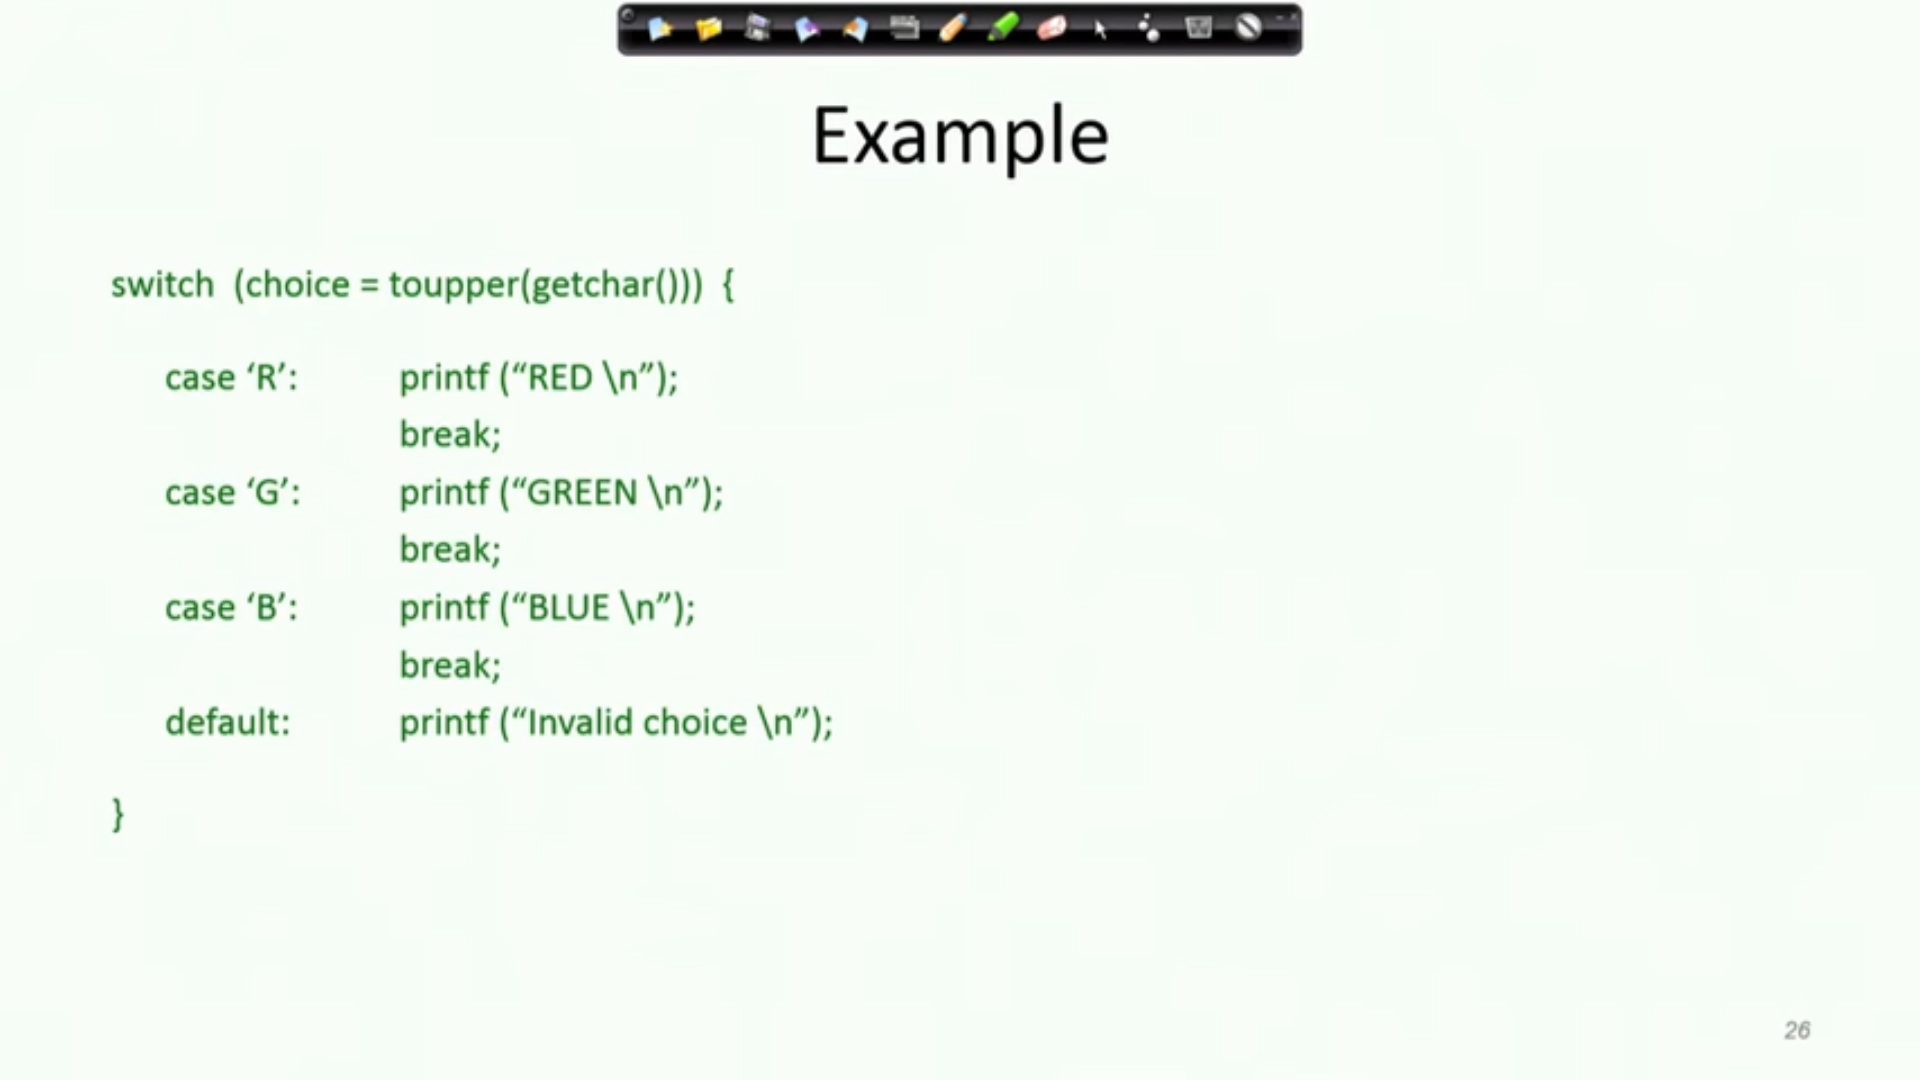 Example
switch (choice = toupper(getchar())) {
case ‘R’: printf (“RED \n”);
break;
case ‘G’: printf (“GREEN \n”);
break;
case ‘B’: printf (“BLUE \n”);
break;
default: printf (“Invalid choice \n”);
}
26